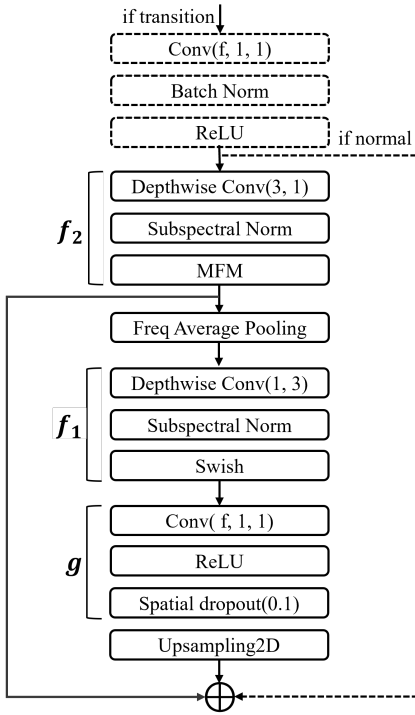 if transition
Conv(f, 1, 1)
Batch Norm
ReLU
if normal
Depthwise Conv(3, 1)
f2
Subspectral Norm
MFM
Freq Average Pooling
Depthwise Conv(1, 3)
f1
Subspectral Norm
Swish
Conv( f, 1, 1)
g
ReLU
Spatial dropout(0.1)
Upsampling2D